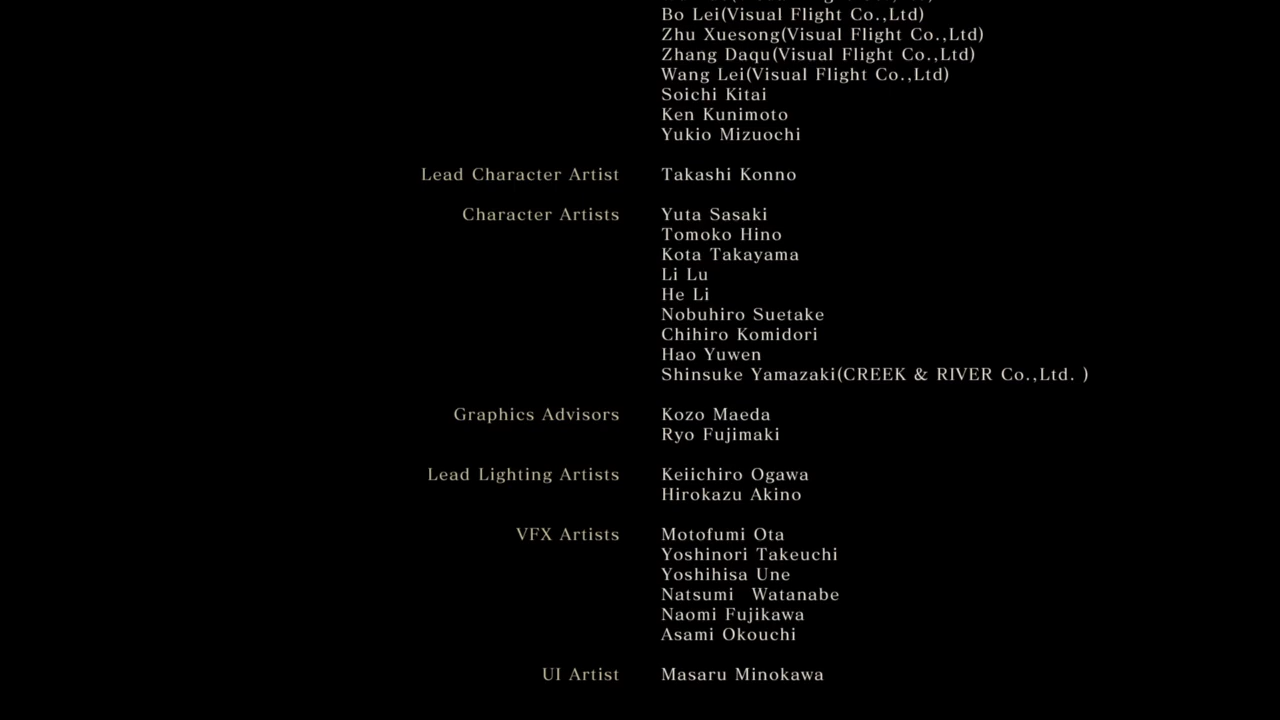 Bo Lei(Visual Flight Co.,Ltd)
Zhu Xuesong(Visual Flight Co.,Ltd)
Zhang Daqu(Visual Flight Co.,Ltd)
Wang Lei(Visual Flight Co.,Ltd)
Soichi Kitai
Ken Kunimoto
Yukio Mizuochi
Lead Character Artist Takashi Konno
Character Artists Yuta Sasaki
Tomoko Hino
Kota Takayama
Li Lu
He Li
Nobuhiro Suetake
Chihiro Komidori
Hao Yuwen
Shinsuke Yamazaki(CREEK & RIVER Co.,Ltd. )
Graphics Advisors Kozo Maeda
Ryo Fujimaki
Lead Lighting Artists Keiichiro Ogawa
Hirokazu Akino
VFX Artists Motofumi Ota
Yoshinori Takeuchi
Yoshihisa Une
Natsumi Watanabe
Naomi Fujikawa
Asami Okouchi
UI Artist Masaru Minokawa